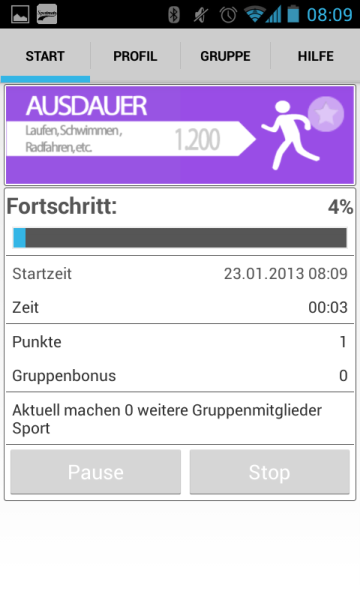 08:09
START PROFIL GRUPPE HILFE
AUSDAUER
Laufen, Schwimmen,
Radfahren, etc.
1.200
Fortschritt: 4%
Startzeit 23.01.2013 08:09
Zeit 00:03
Punkte 1
Gruppenbonus 0
Aktuell machen 0 weitere Gruppenmitglieder
Sport
Pause Stop